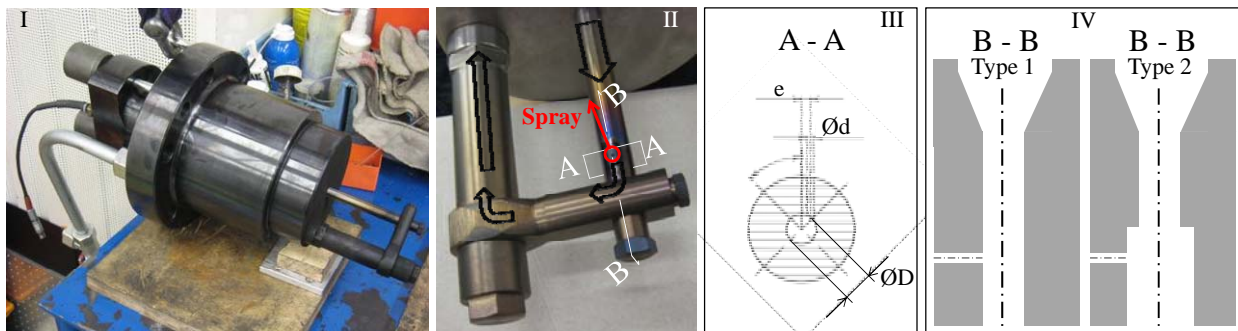 I
II
B
Spray
A
A
B
III
A - A
e
Ød
ØD
IV
B - B
Type 1
B - B
Type 2